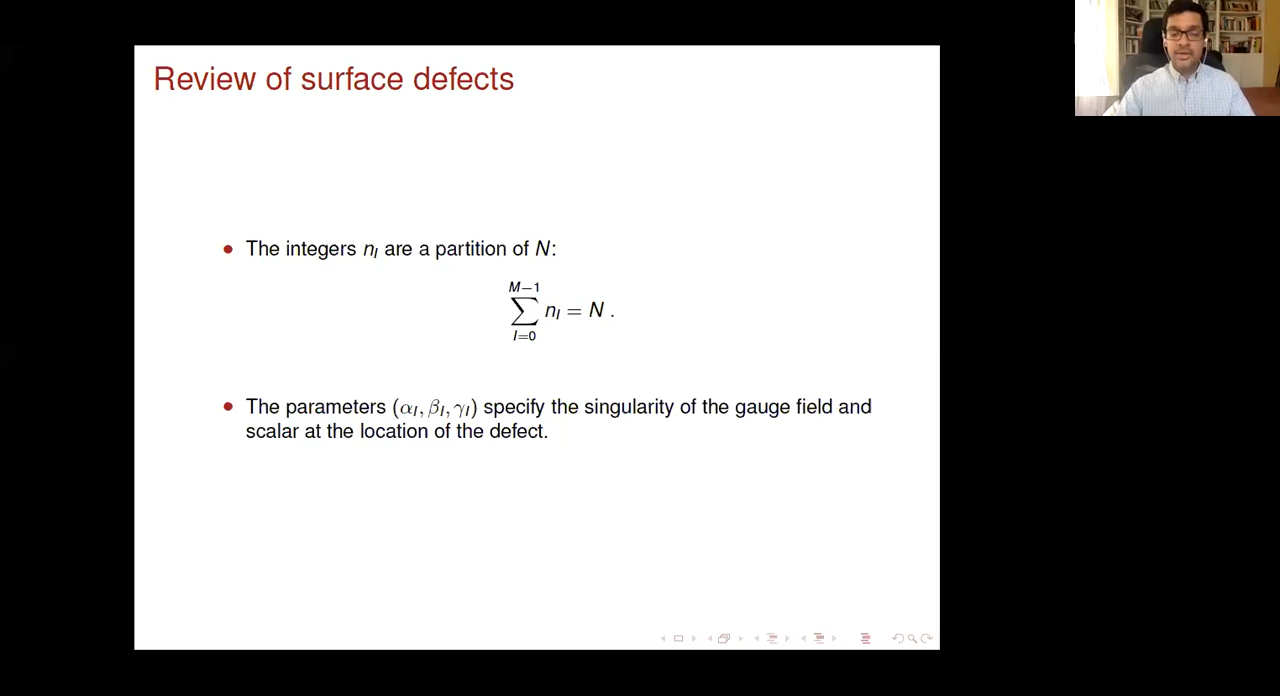 Review of surface defects
• The integers n_I are a partition of N:
M−1
∑ n_I = N .
I=0
• The parameters (α_I, β_I, γ_I) specify the singularity of the gauge field and
scalar at the location of the defect.